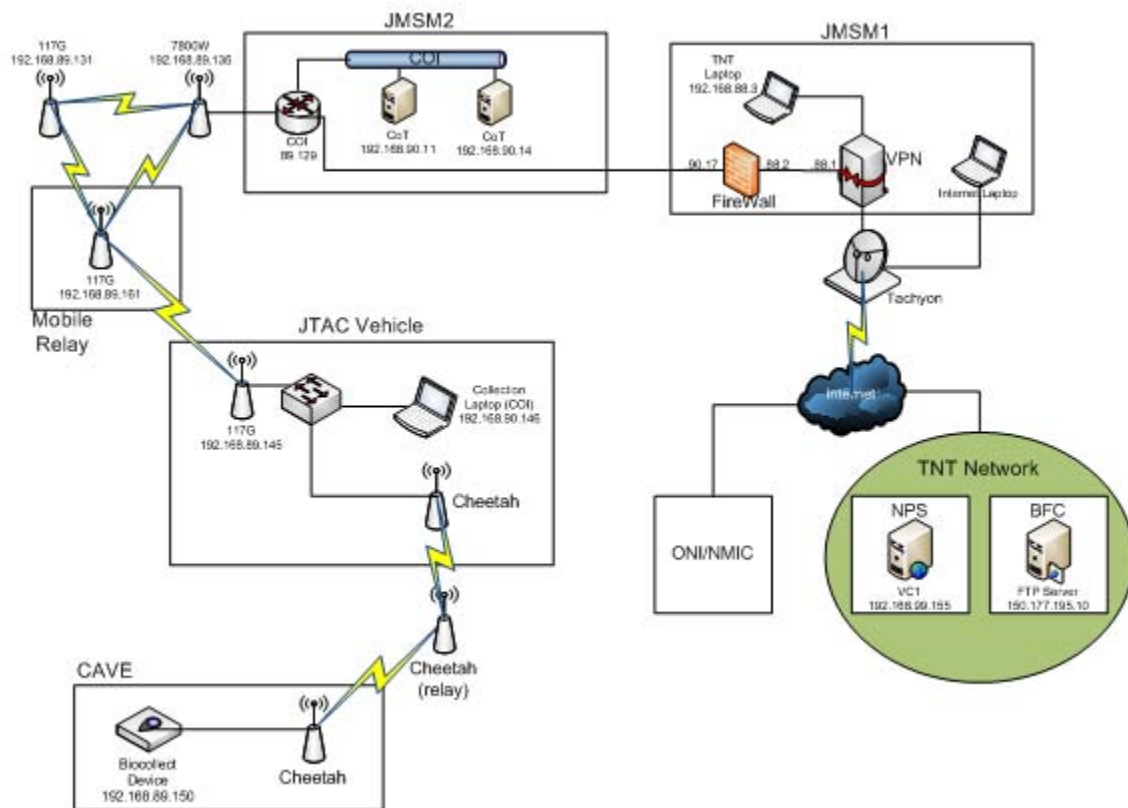 JMSM2
117G
192.168.89.131
7800W
192.168.89.136
COI
COI
89.129
CoT
192.168.90.11
CoT
192.168.90.14
JMSM1
TNT
Laptop
192.168.88.3
90.17
.88.2
.88.1
VPN
FireWall
Internet Laptop
Tachyon
117G
192.168.89.161
Mobile
Relay
JTAC Vehicle
117G
192.168.89.145
Collection
Laptop (COI)
192.168.90.146
Cheetah
Internet
ONI/NMIC
TNT Network
NPS
VC1
192.168.99.155
BFC
FTP Server
150.177.195.10
Cheetah
(relay)
CAVE
Biocollect
Device
192.168.89.150
Cheetah